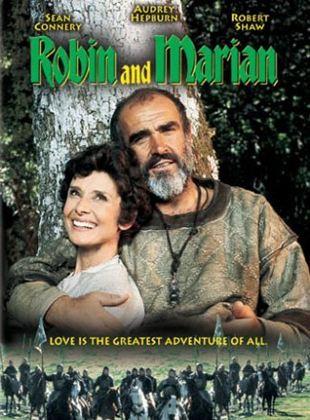 SEAN CONNERY
AUDREY HEPBURN
ROBERT SHAW
Robin and Marian
LOVE IS THE GREATEST ADVENTURE OF ALL.